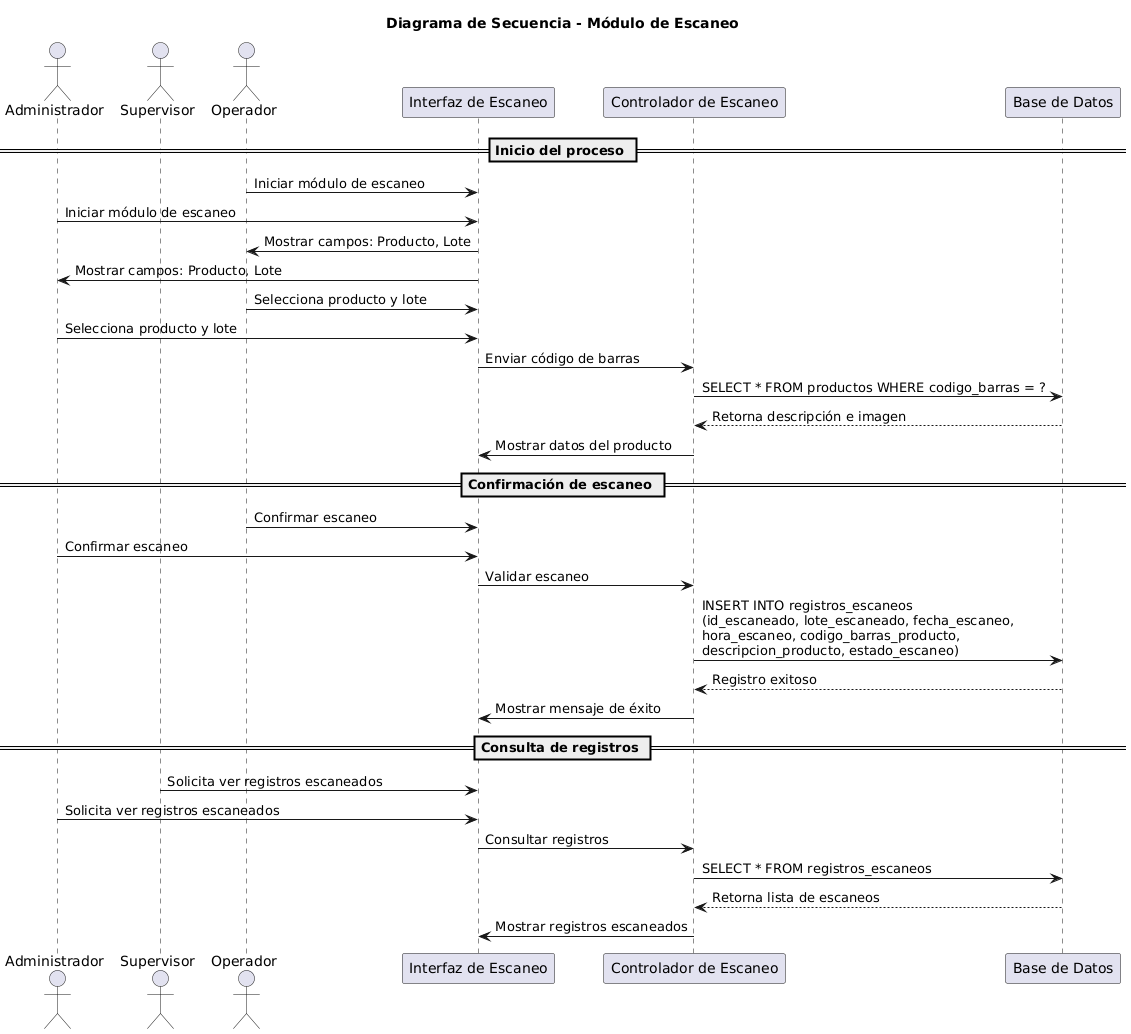 Diagrama de Secuencia - Módulo de Escaneo
Administrador
Supervisor
Operador
Interfaz de Escaneo
Controlador de Escaneo
Base de Datos
Inicio del proceso
Iniciar módulo de escaneo
Iniciar módulo de escaneo
Mostrar campos: Producto, Lote
Mostrar campos: Producto, Lote
Selecciona producto y lote
Selecciona producto y lote
Enviar código de barras
SELECT * FROM productos WHERE codigo_barras = ?
Retorna descripción e imagen
Mostrar datos del producto
Confirmación de escaneo
Confirmar escaneo
Confirmar escaneo
Validar escaneo
INSERT INTO registros_escaneos
(id_escaneado, lote_escaneado, fecha_escaneo,
hora_escaneo, codigo_barras_producto,
descripcion_producto, estado_escaneo)
Registro exitoso
Mostrar mensaje de éxito
Consulta de registros
Solicita ver registros escaneados
Solicita ver registros escaneados
Consultar registros
SELECT * FROM registros_escaneos
Retorna lista de escaneos
Mostrar registros escaneados
Administrador
Supervisor
Operador
Interfaz de Escaneo
Controlador de Escaneo
Base de Datos